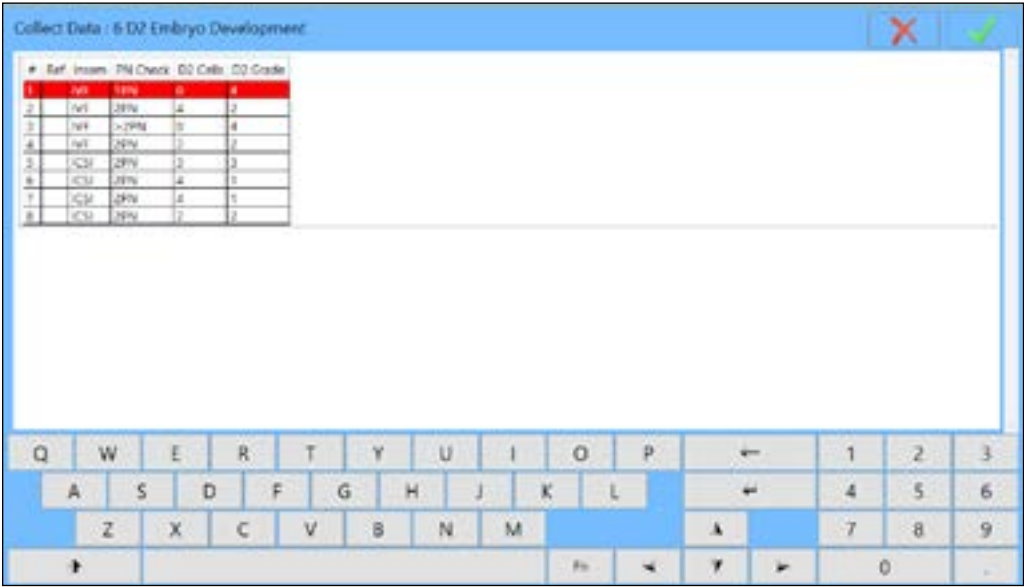 Collect Data : 6 D2 Embryo Development
# Ref Insem PN Check D2 Cells D2 Grade
1 IVF 1PN 0 4
2 IVF 2PN 4 2
3 IVF >2PN 0 4
4 IVF 2PN 2 2
5 ICSI 2PN 3
6 ICSI 2PN 4 1
7 ICSI 2PN 4 1
8 ICSI 2PN 2 2
Q W E R T Y U I O P ← 1 2 3
A S D F G H J K L ↵ 4 5 6
Z X C V B N M 7 8 9
Fn 0 .